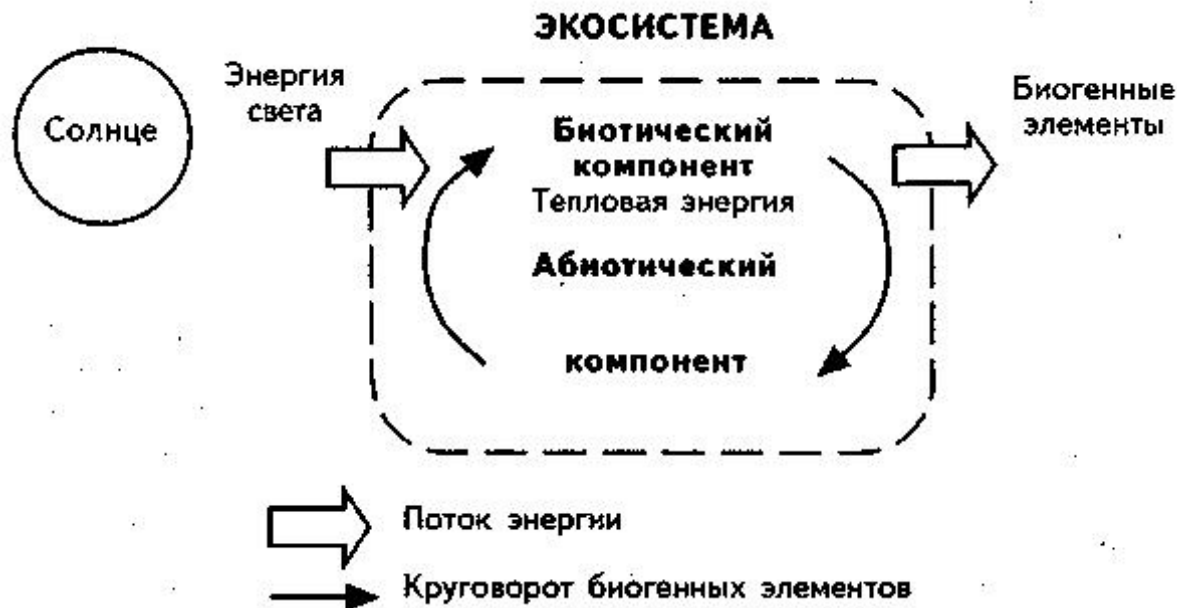 ЭКОСИСТЕМА
Солнце
Энергия
света
Биотический
компонент
Тепловая энергия
Абиотический
компонент
Биогенные
элементы
Поток энергии
Круговорот биогенных элементов